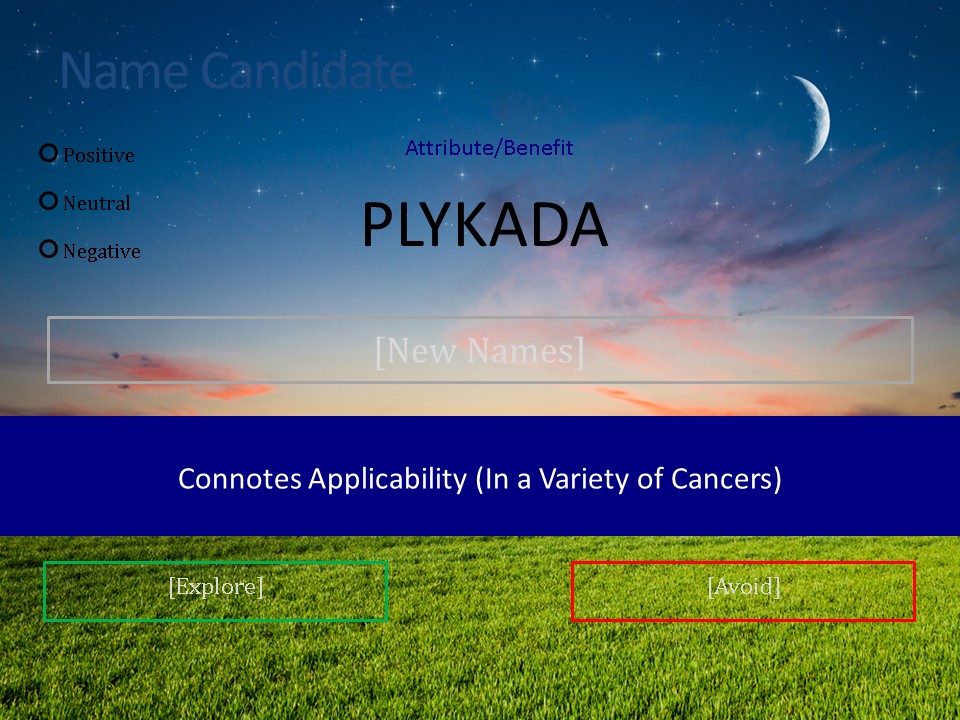 Name Candidate
Attribute/Benefit
Positive
Neutral
Negative
PLYKADA
[New Names]
Connotes Applicability (In a Variety of Cancers)
[Explore]
[Avoid]